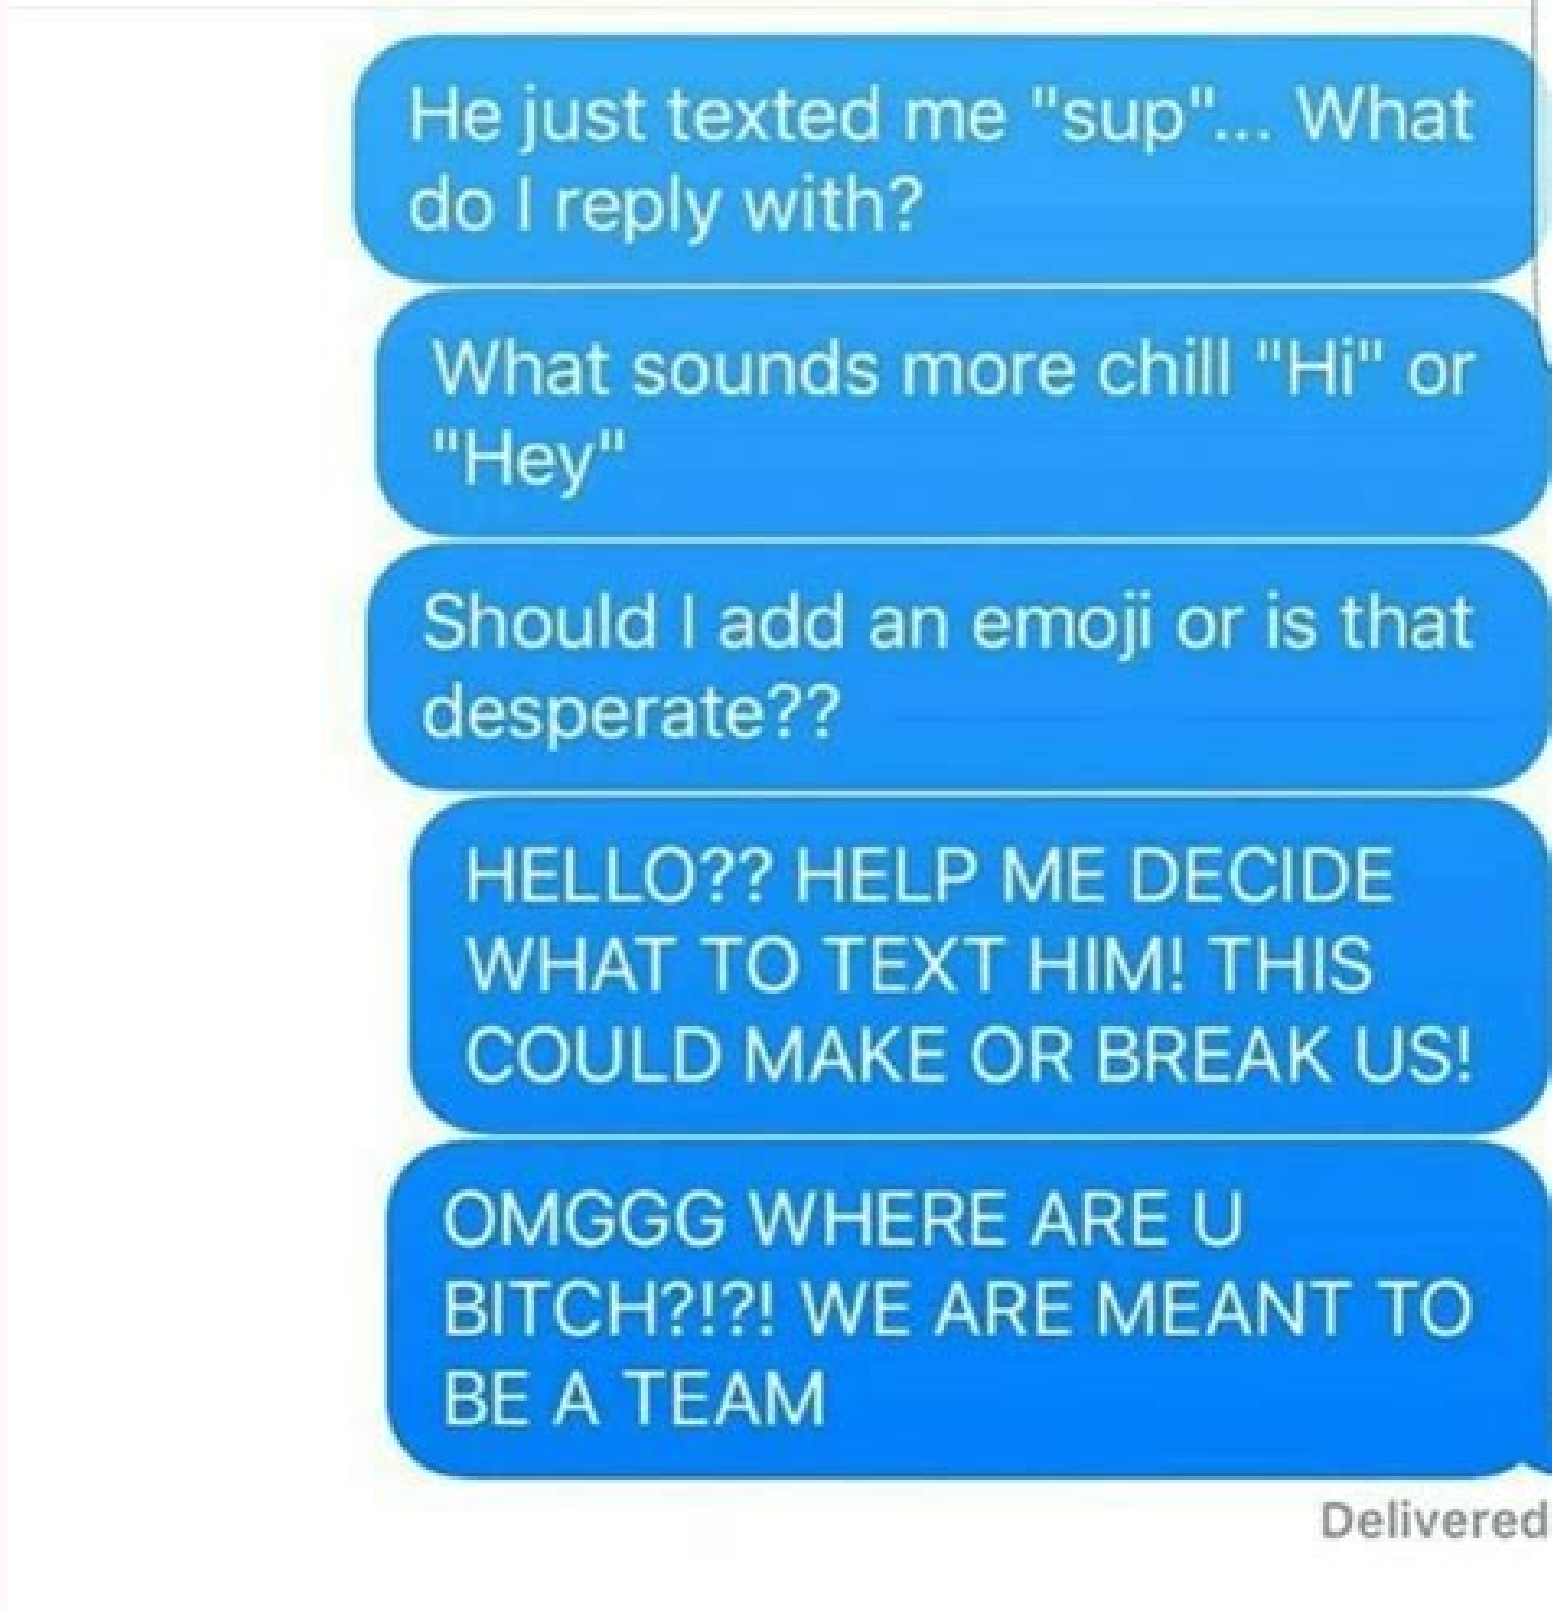 He just texted me "sup"... What
do I reply with?
What sounds more chill "Hi" or
"Hey"
Should I add an emoji or is that
desperate??
HELLO?? HELP ME DECIDE
WHAT TO TEXT HIM! THIS
COULD MAKE OR BREAK US!
OMGGG WHERE ARE U
BITCH?!?! WE ARE MEANT TO
BE A TEAM
Delivered